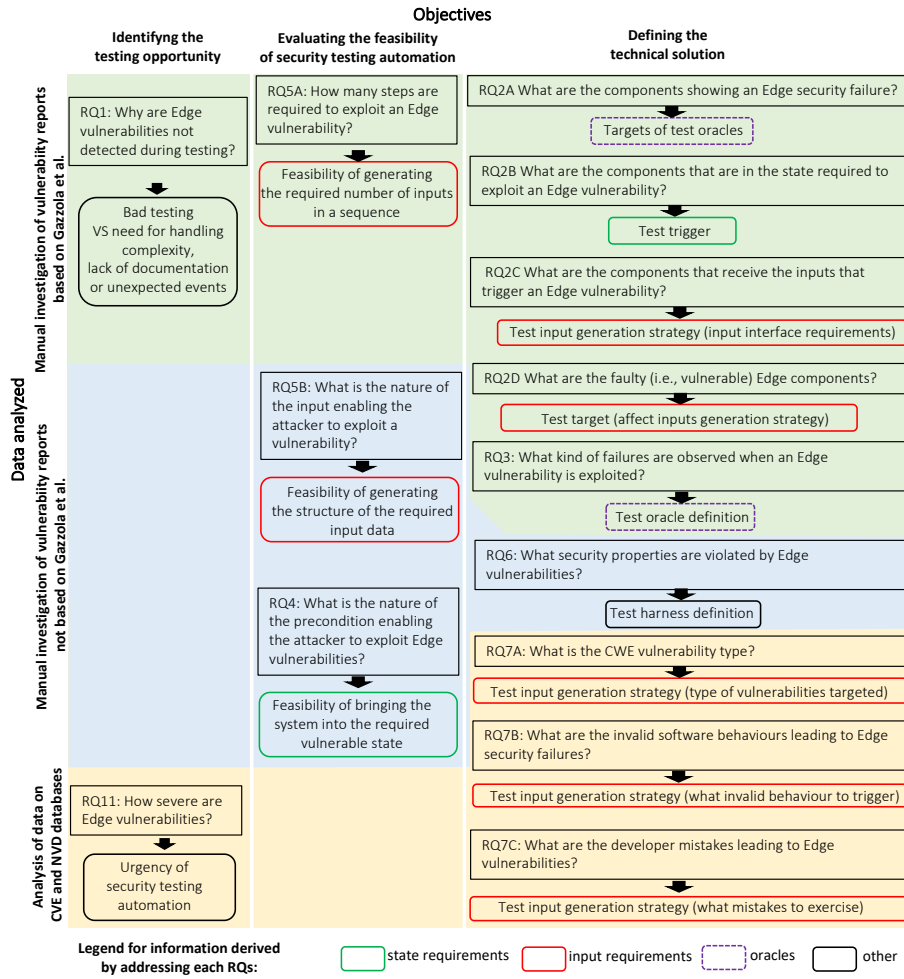 Objectives
Identifyng the
testing opportunity
Evaluating the feasibility
of security testing automation
Defining the
technical solution
Data analyzed
Manual investigation of vulnerability reports
based on Gazzola et al.
RQ1: Why are Edge
vulnerabilities not
detected during testing?
Bad testing
VS need for handling
complexity,
lack of documentation
or unexpected events
RQ5A: How many steps are
required to exploit an Edge
vulnerability?
Feasibility of generating
the required number of inputs
in a sequence
RQ2A What are the components showing an Edge security failure?
Targets of test oracles
RQ2B What are the components that are in the state required to
exploit an Edge vulnerability?
Test trigger
RQ2C What are the components that receive the inputs that
trigger an Edge vulnerability?
Test input generation strategy (input interface requirements)
RQ2D What are the faulty (i.e., vulnerable) Edge components?
Test target (affect inputs generation strategy)
RQ3: What kind of failures are observed when an Edge
vulnerability is exploited?
Test oracle definition
Manual investigation of vulnerability reports
not based on Gazzola et al.
RQ5B: What is the nature of
the input enabling the
attacker to exploit a
vulnerability?
Feasibility of generating
the structure of the required
input data
RQ4: What is the nature of
the precondition enabling
the attacker to exploit Edge
vulnerabilities?
Feasibility of bringing the
system into the required
vulnerable state
RQ6: What security properties are violated by Edge
vulnerabilities?
Test harness definition
RQ7A: What is the CWE vulnerability type?
Test input generation strategy (type of vulnerabilities targeted)
RQ7B: What are the invalid software behaviours leading to Edge
security failures?
Test input generation strategy (what invalid behaviour to trigger)
RQ7C: What are the developer mistakes leading to Edge
vulnerabilities?
Test input generation strategy (what mistakes to exercise)
Analysis of data on
CVE and NVD databases
RQ11: How severe are
Edge vulnerabilities?
Urgency of
security testing
automation
Legend for information derived
by addressing each RQs:
state requirements
input requirements
oracles
other